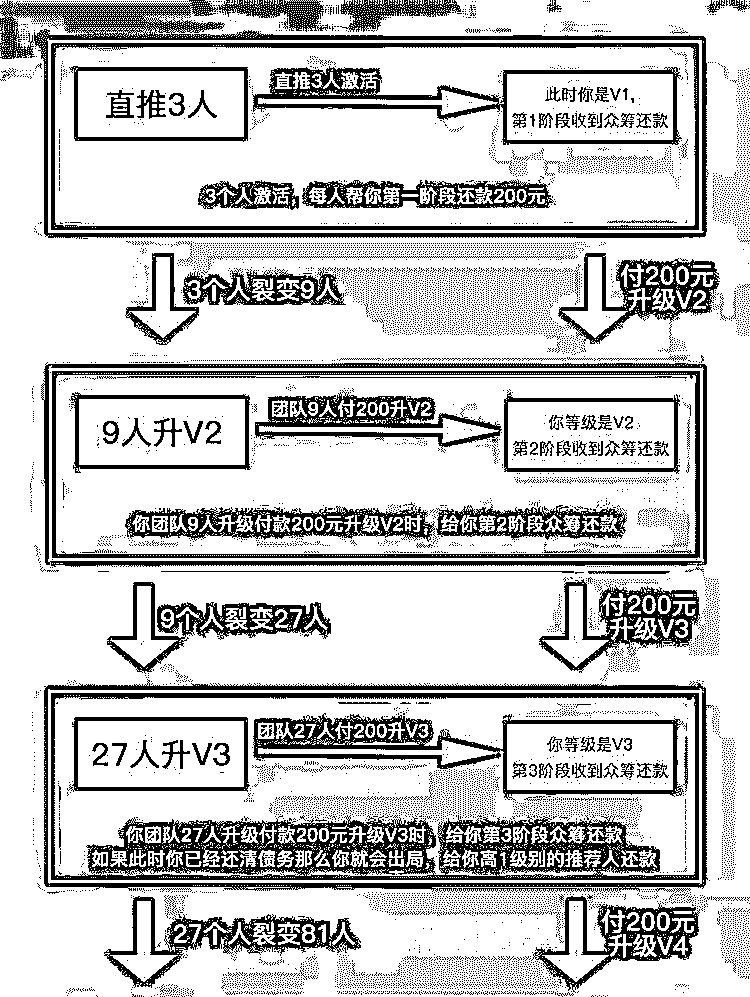 直推3人
直推3人激活
此时你是V1,
第1阶段收到众筹还款
3个人激活，每人帮你第一阶段还款200元
3个人裂变9人
付200元
升级V2
9人升V2
团队9人付200升V2
你等级是V2
第2阶段收到众筹还款
你团队9人升级付款200元升级V2时，给你第2阶段众筹还款
9个人裂变27人
付200元
升级V3
27人升V3
团队27人付200升V3
你等级是V3
第3阶段收到众筹还款
你团队27人升级付款200元升级V3时，给你第3阶段众筹还款
如果此时你已经还清债务那么你就会出局，给你高1级别的推荐人还款
27个人裂变81人
付200元
升级V4